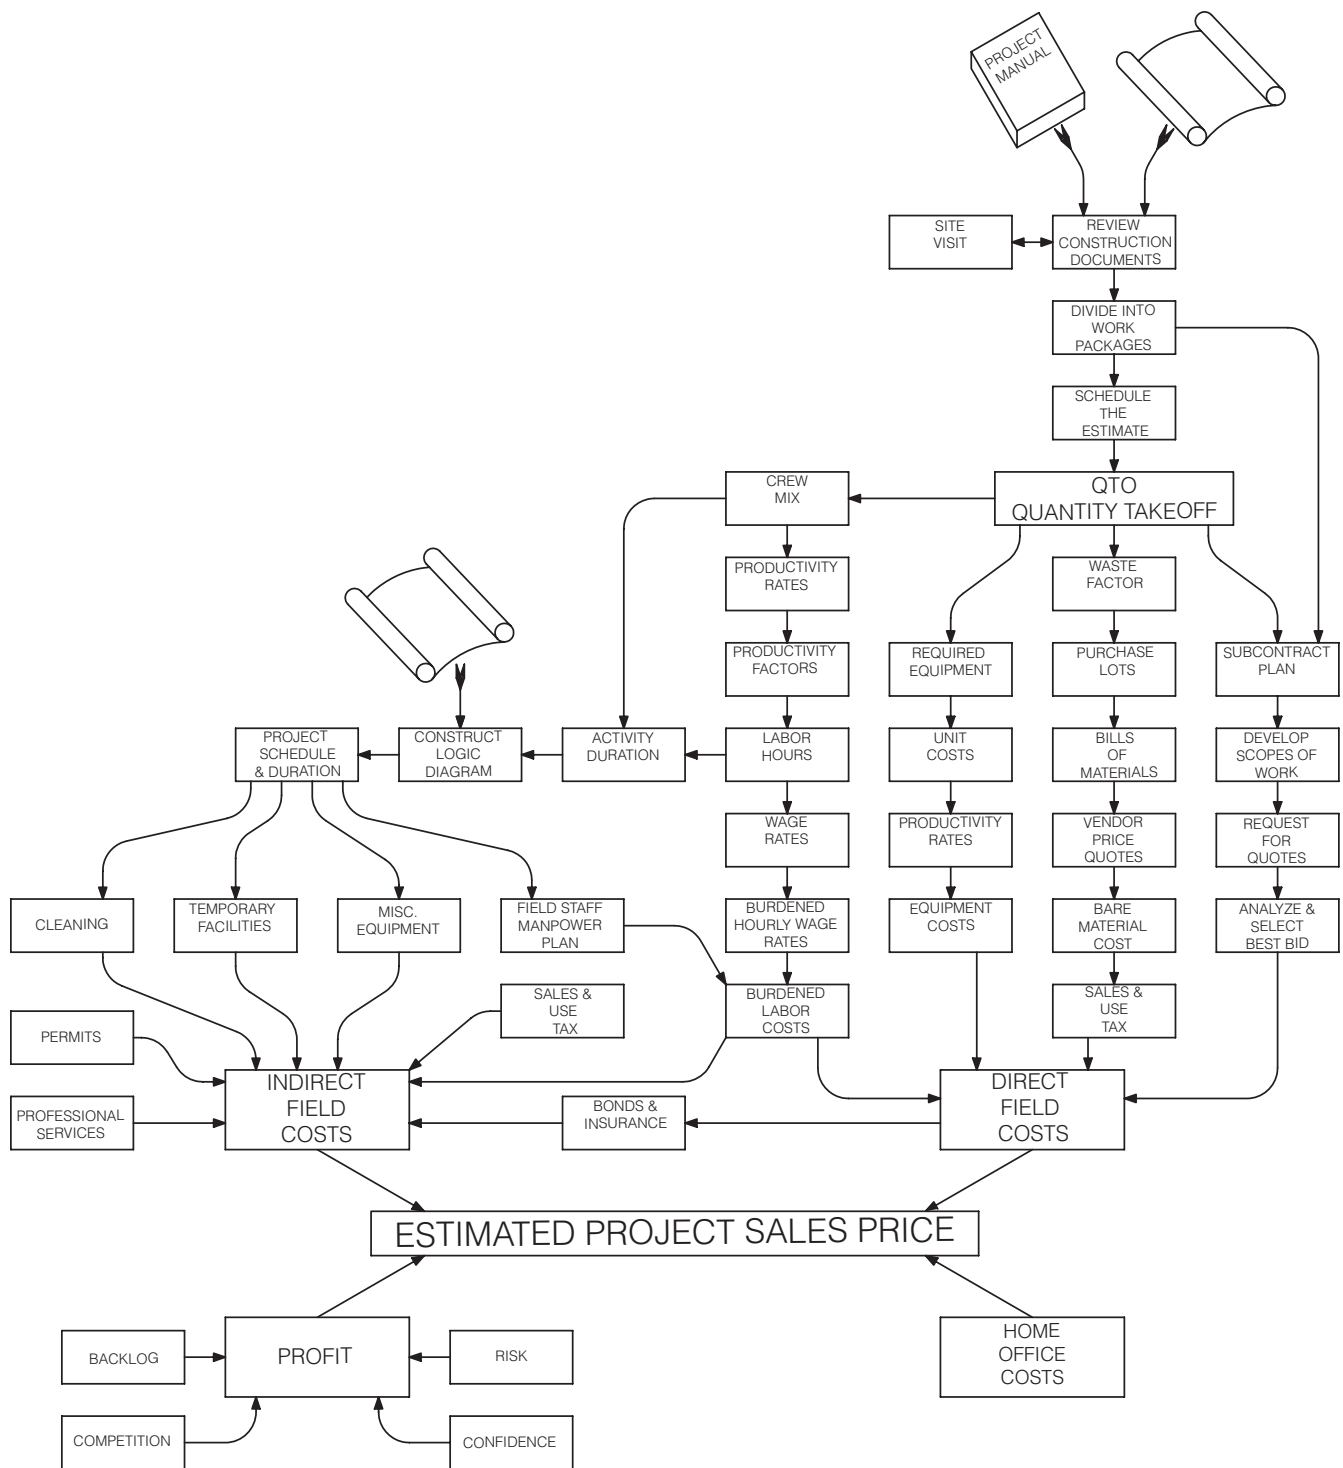 PROJECT
MANUAL
SITE
VISIT
REVIEW
CONSTRUCTION
DOCUMENTS
DIVIDE INTO
WORK
PACKAGES
SCHEDULE
THE
ESTIMATE
CREW
MIX
QTO
QUANTITY TAKEOFF
PRODUCTIVITY
RATES
WASTE
FACTOR
PRODUCTIVITY
FACTORS
REQUIRED
EQUIPMENT
PURCHASE
LOTS
SUBCONTRACT
PLAN
PROJECT
SCHEDULE
& DURATION
CONSTRUCT
LOGIC
DIAGRAM
ACTIVITY
DURATION
LABOR
HOURS
UNIT
COSTS
BILLS
OF
MATERIALS
DEVELOP
SCOPES OF
WORK
WAGE
RATES
PRODUCTIVITY
RATES
VENDOR
PRICE
QUOTES
REQUEST
FOR
QUOTES
CLEANING
TEMPORARY
FACILITIES
MISC.
EQUIPMENT
FIELD STAFF
MANPOWER
PLAN
BURDENED
HOURLY WAGE
RATES
EQUIPMENT
COSTS
BARE
MATERIAL
COST
ANALYZE &
SELECT
BEST BID
PERMITS
SALES &
USE
TAX
BURDENED
LABOR
COSTS
SALES &
USE
TAX
PROFESSIONAL
SERVICES
INDIRECT
FIELD
COSTS
BONDS &
INSURANCE
DIRECT
FIELD
COSTS
ESTIMATED PROJECT SALES PRICE
BACKLOG
PROFIT
RISK
HOME
OFFICE
COSTS
COMPETITION
CONFIDENCE